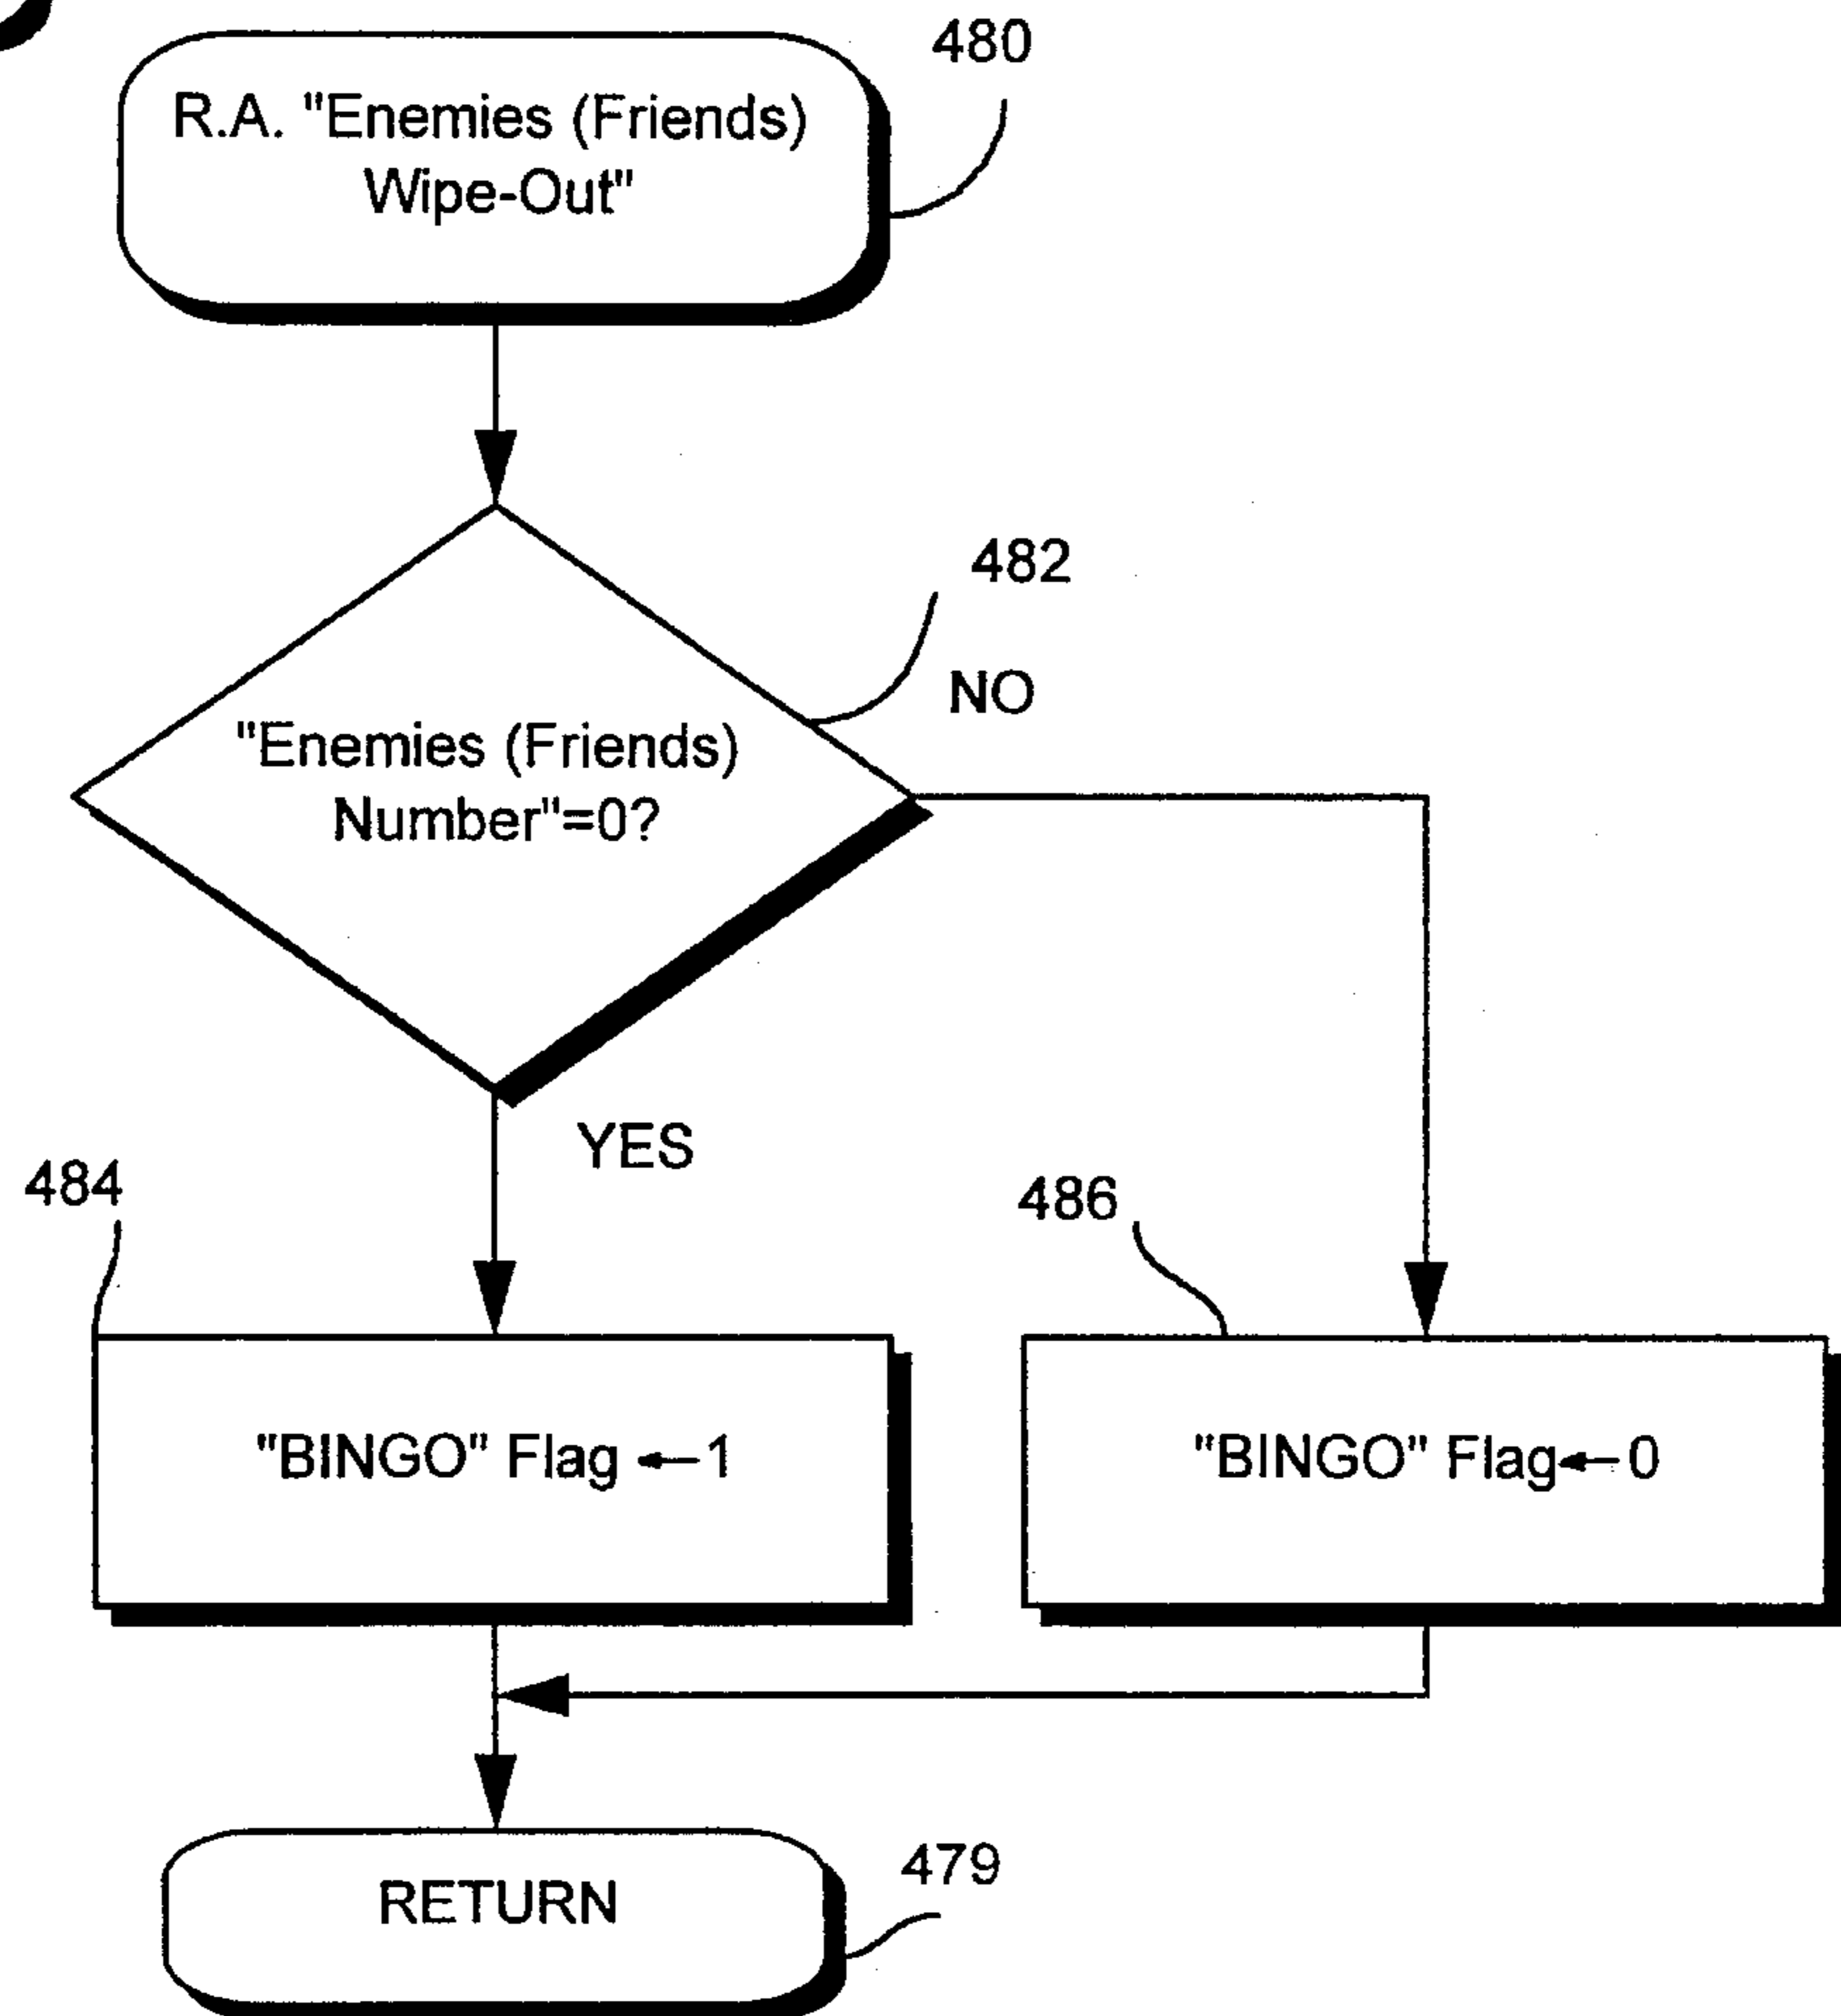 480
R.A. "Enemies (Friends)
Wipe-Out"
482
NO
"Enemies (Friends)
Number"=0?
YES
484
486
"BINGO" Flag ←1
"BINGO" Flag←0
RETURN
479